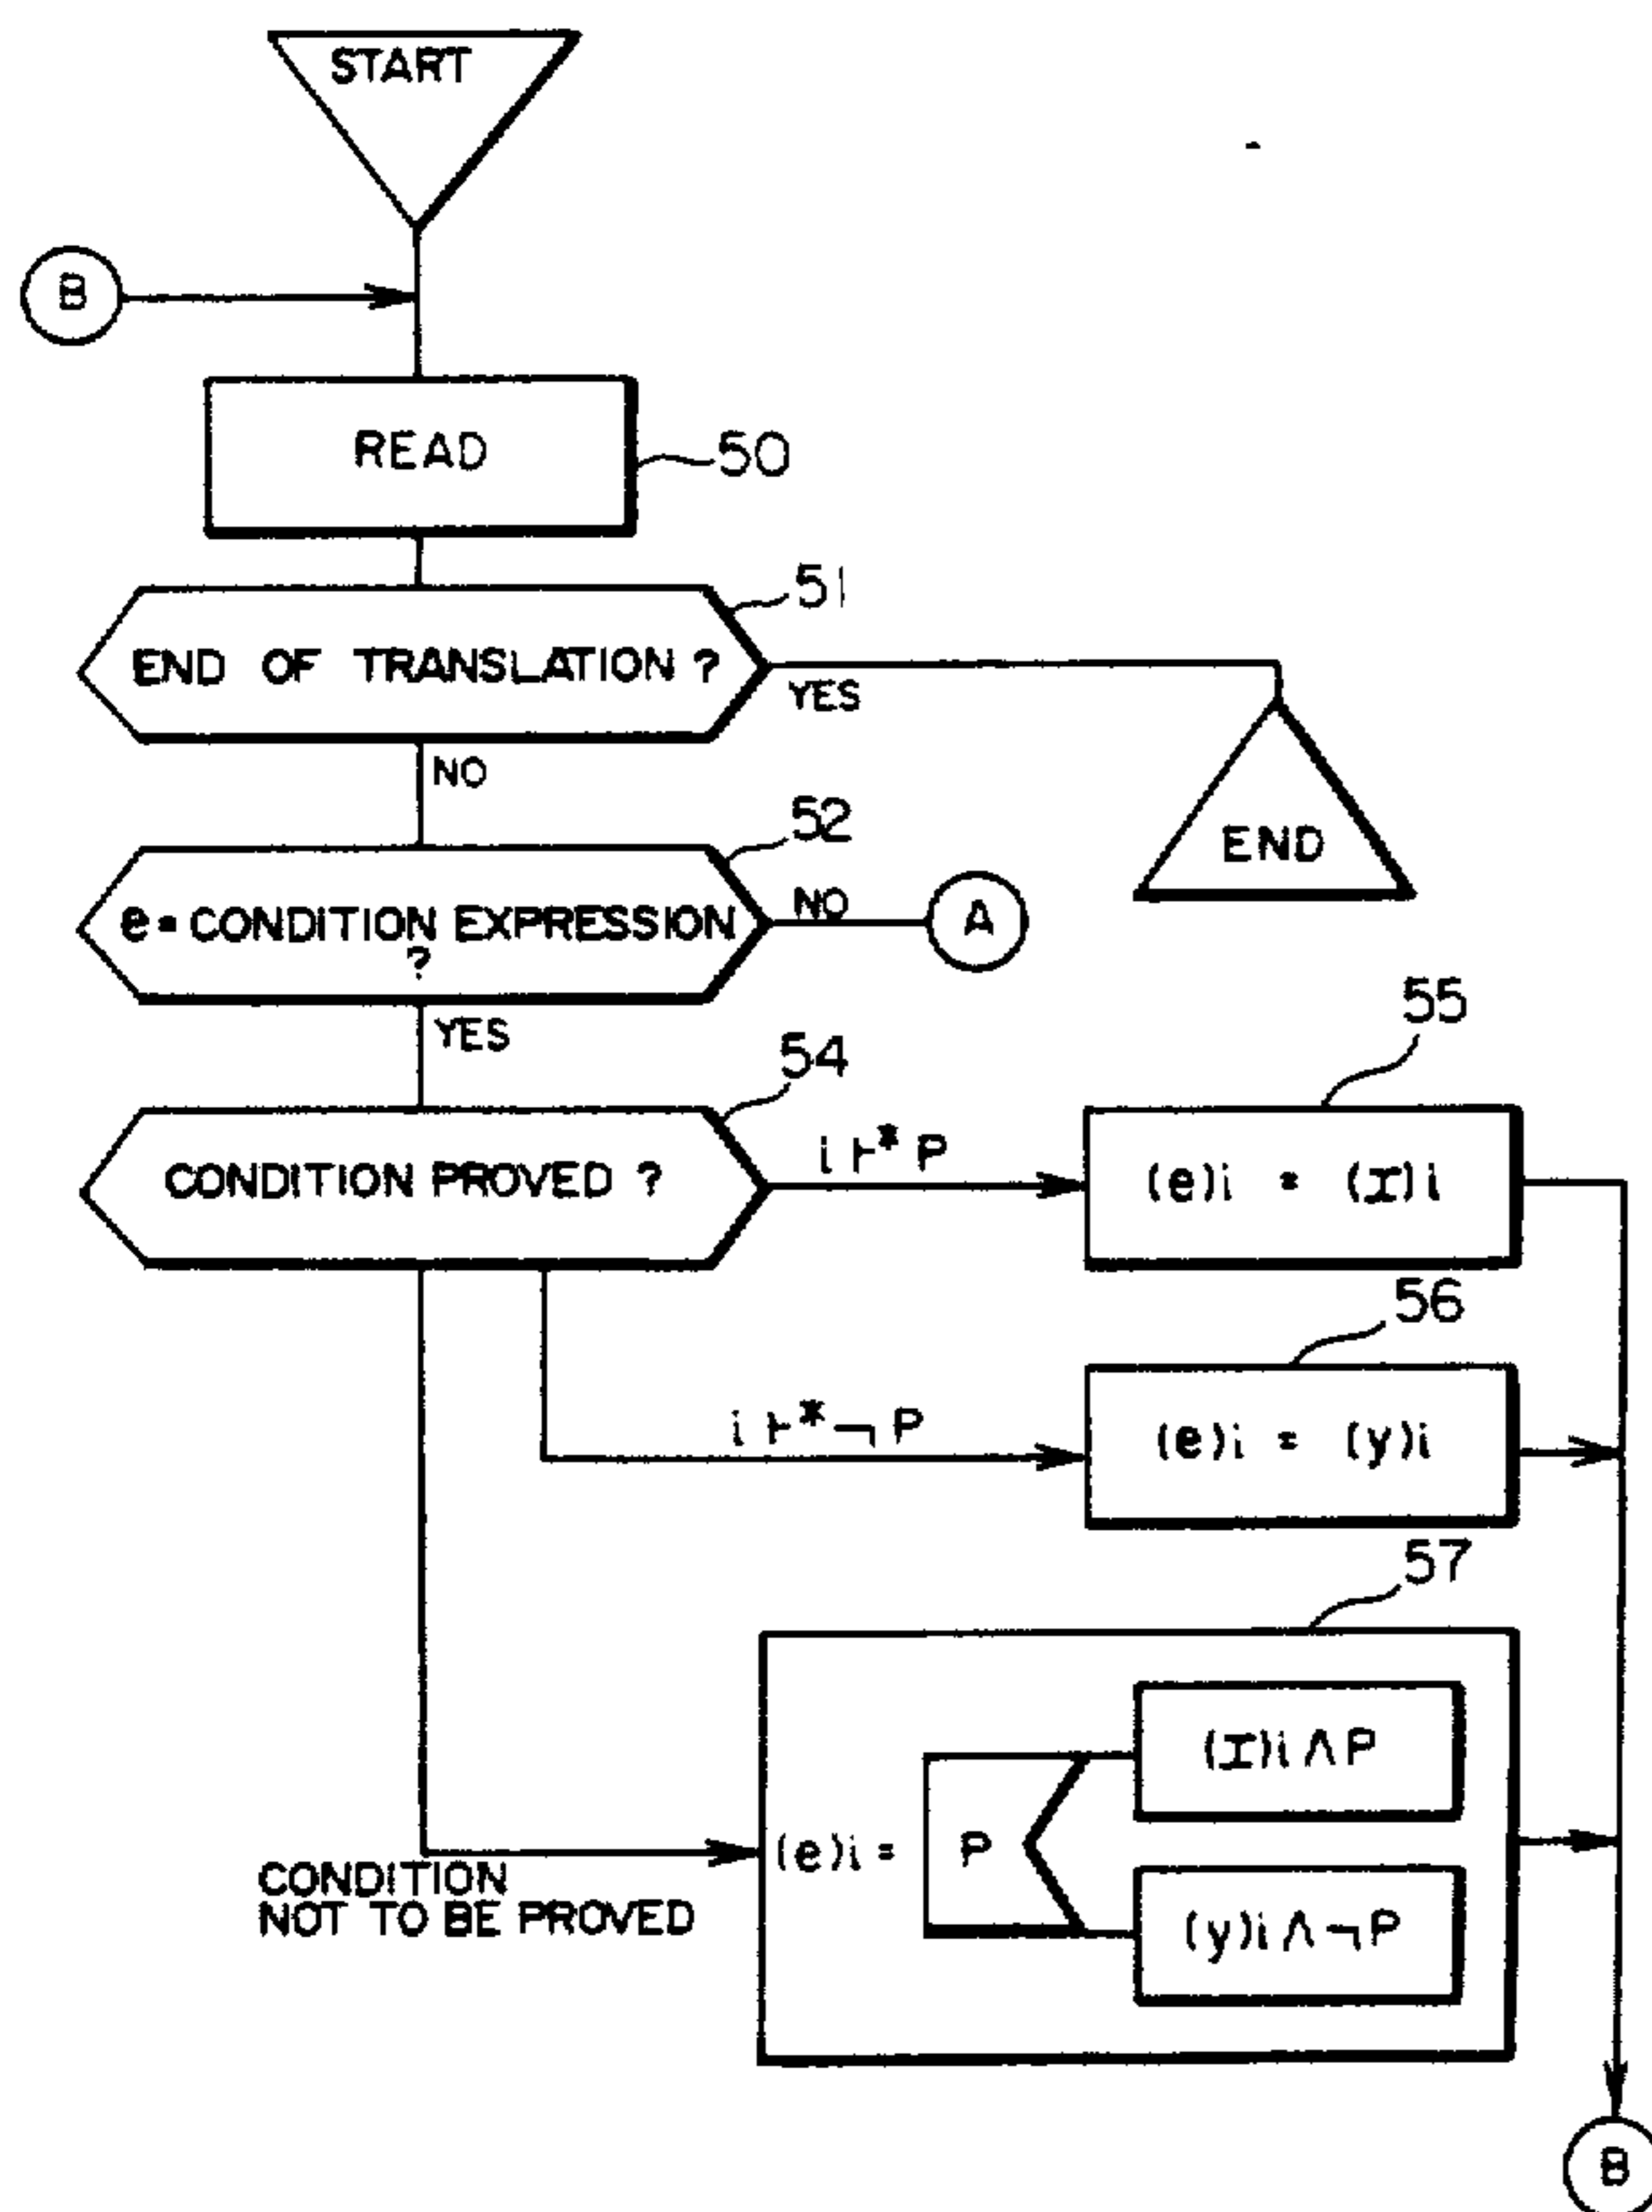 START
B
READ
50
51
END OF TRANSLATION ?
YES
NO
END
52
e = CONDITION EXPRESSION
?
NO
A
YES
54
CONDITION PROVED ?
i ⊢* P
55
(e)i = (x)i
56
i ⊢* ¬ P
(e)i = (y)i
57
(x)i ∧ P
(e)i =
P
(y)i ∧ ¬ P
CONDITION
NOT TO BE PROVED
B